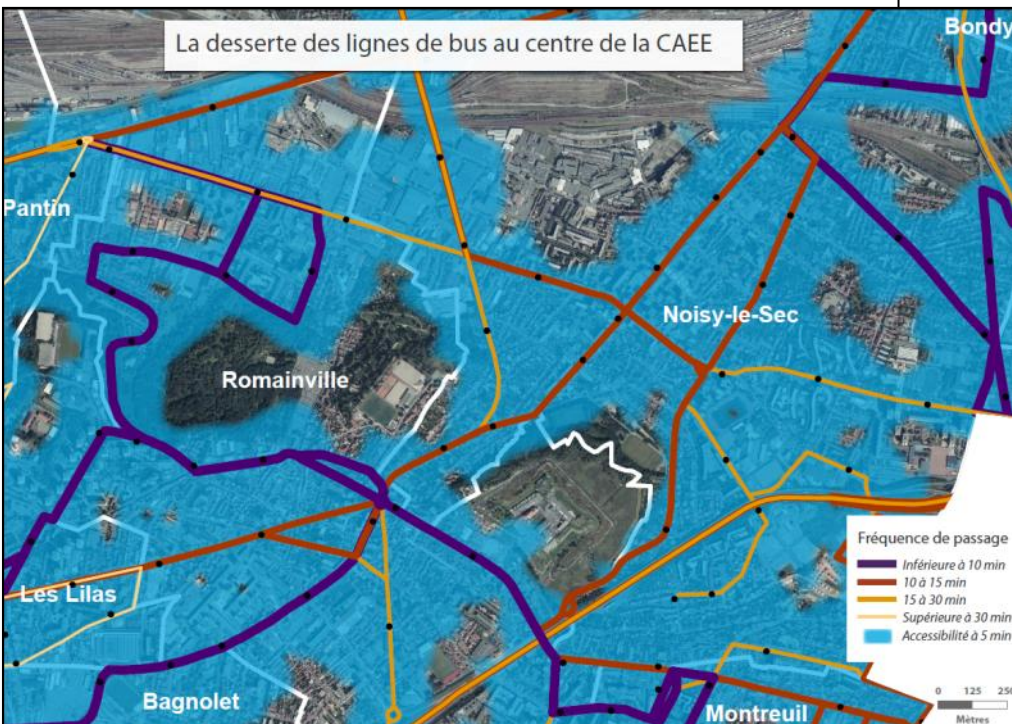 La desserte des lignes de bus au centre de la CAEE
Bondy
Pantin
Noisy-le-Sec
Romainville
Les Lilas
Bagnolet
Montreuil
Fréquence de passage
Inférieure à 10 min
10 à 15 min
15 à 30 min
Supérieure à 30 min
Accessibilité à 5 min
0 125 250
Mètres